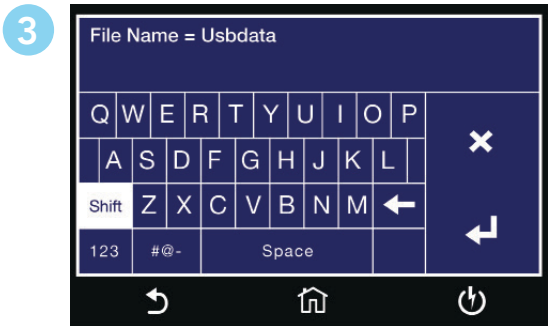 3
File Name = Usbdata
Q W E R T Y U I O P
A S D F G H J K L
Shift Z X C V B N M
123 #@- Space